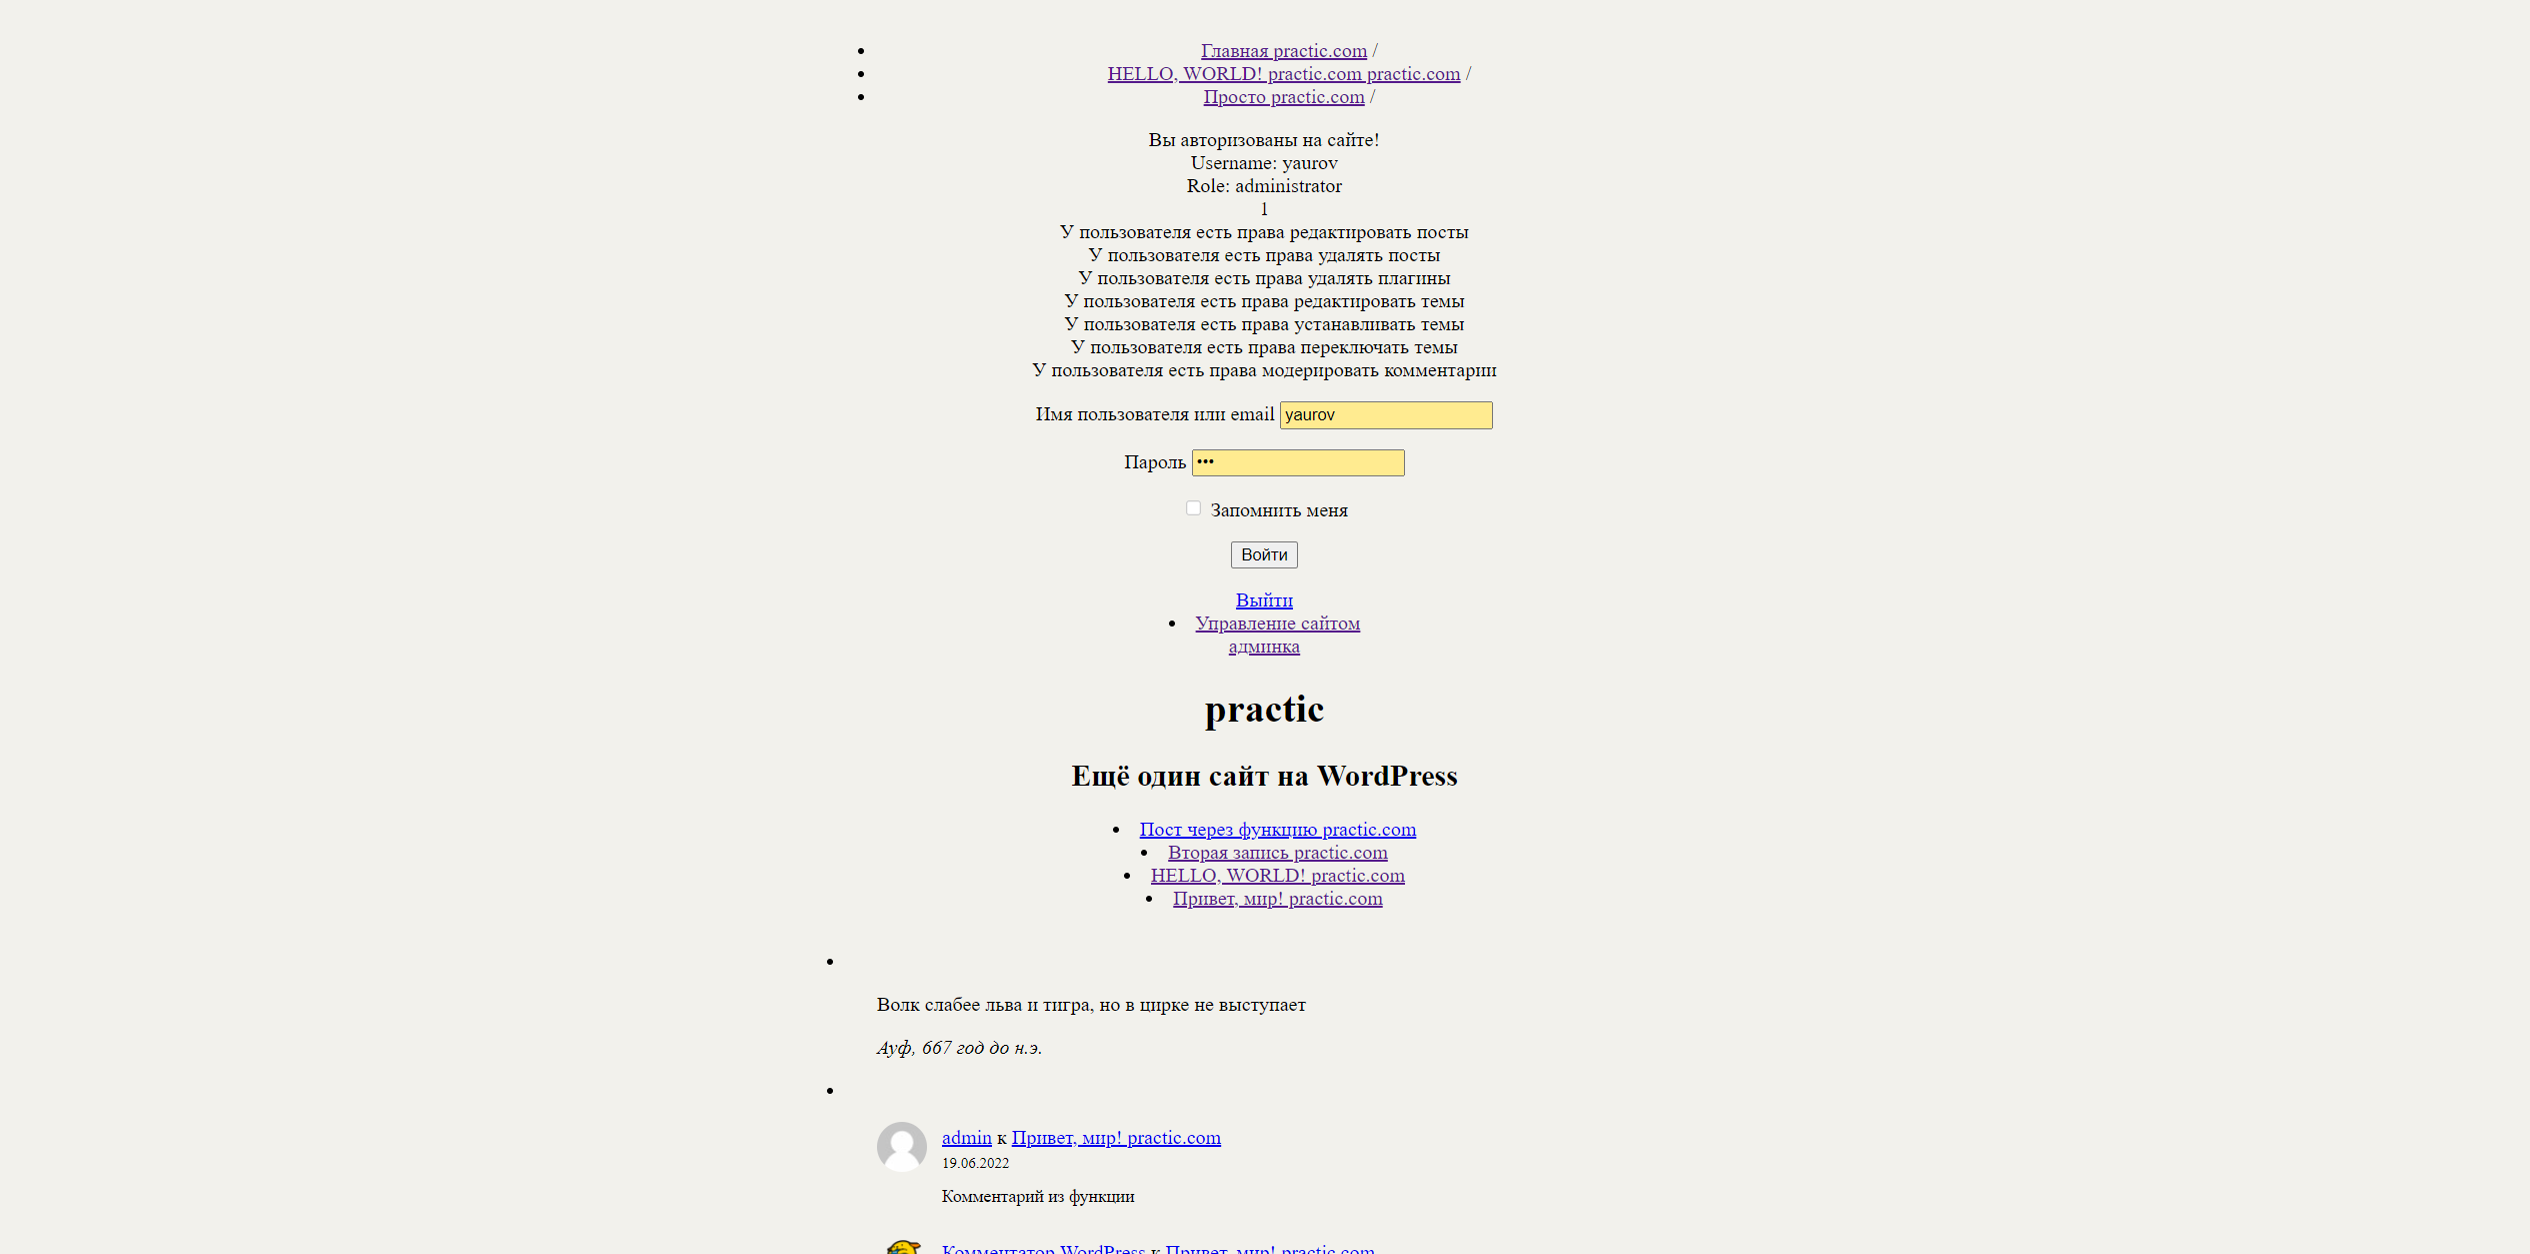 Главная practic.com /
HELLO, WORLD! practic.com practic.com /
Просто practic.com /
Вы авторизованы на сайте!
Username: yaurov
Role: administrator
1
У пользователя есть права редактировать посты
У пользователя есть права удалять посты
У пользователя есть права удалять плагины
У пользователя есть права редактировать темы
У пользователя есть права устанавливать темы
У пользователя есть права переключать темы
У пользователя есть права модерировать комментарии
Имя пользователя или email yaurov
Пароль •••
Запомнить меня
Войти
Выйти
Управление сайтом
админка
practic
Ещё один сайт на WordPress
Пост через функцию practic.com
Вторая запись practic.com
HELLO, WORLD! practic.com
Привет, мир! practic.com
Волк слабее льва и тигра, но в цирке не выступает
Ауф, 667 год до н.э.
admin к Привет, мир! practic.com
19.06.2022
Комментарий из функции
Комментатор WordPress к Привет, мир! practic.com